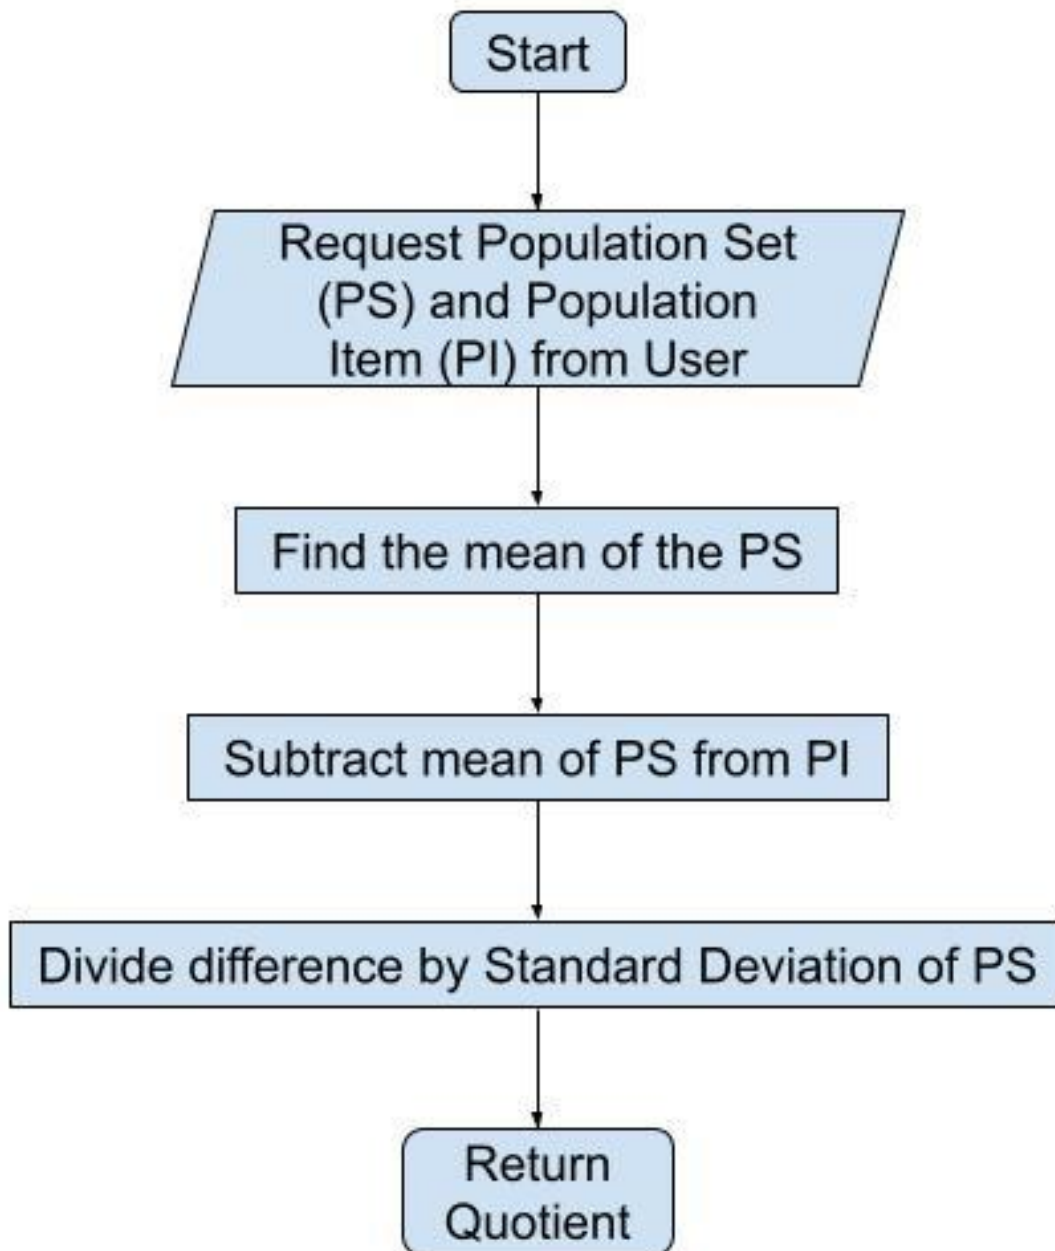 Start
Request Population Set
(PS) and Population
Item (PI) from User
Find the mean of the PS
Subtract mean of PS from PI
Divide difference by Standard Deviation of PS
Return
Quotient